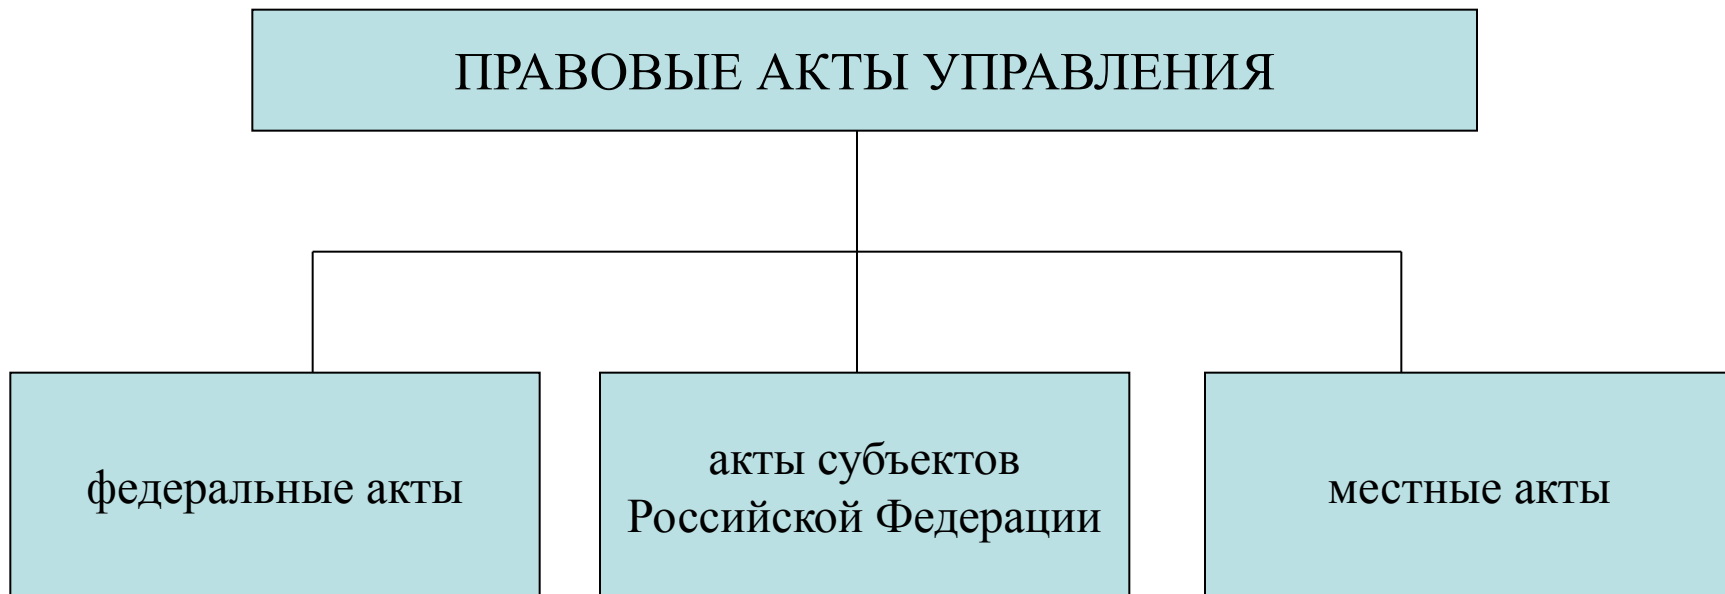 ПРАВОВЫЕ АКТЫ УПРАВЛЕНИЯ
федеральные акты
акты субъектов
Российской Федерации
местные акты